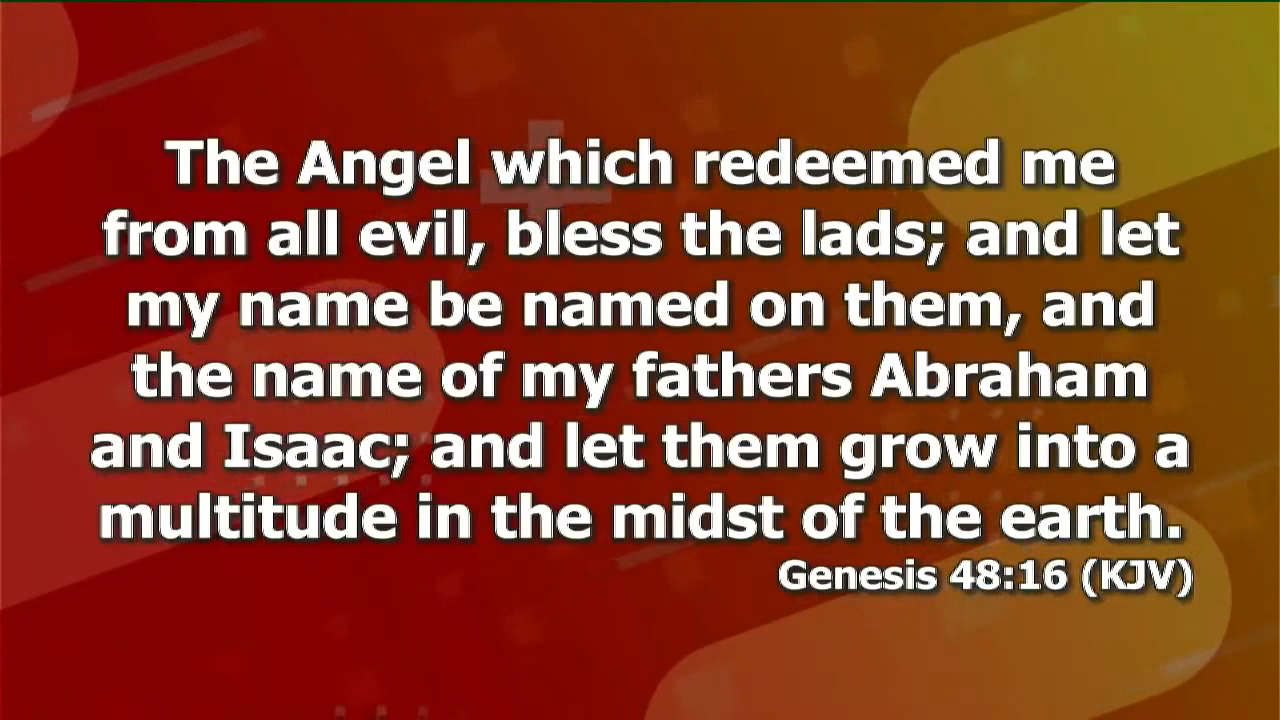 The Angel which redeemed me
from all evil, bless the lads; and let
my name be named on them, and
the name of my fathers Abraham
and Isaac; and let them grow into a
multitude in the midst of the earth.
Genesis 48:16 (KJV)